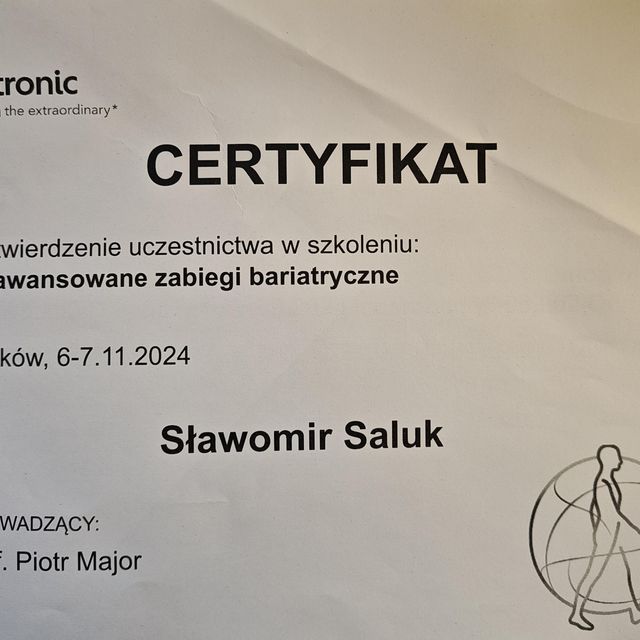 tronic
the extraordinary*
CERTYFIKAT
twierdzenie uczestnictwa w szkoleniu:
awansowane zabiegi bariatryczne
ków, 6-7.11.2024
Sławomir Saluk
WADZĄCY:
f. Piotr Major